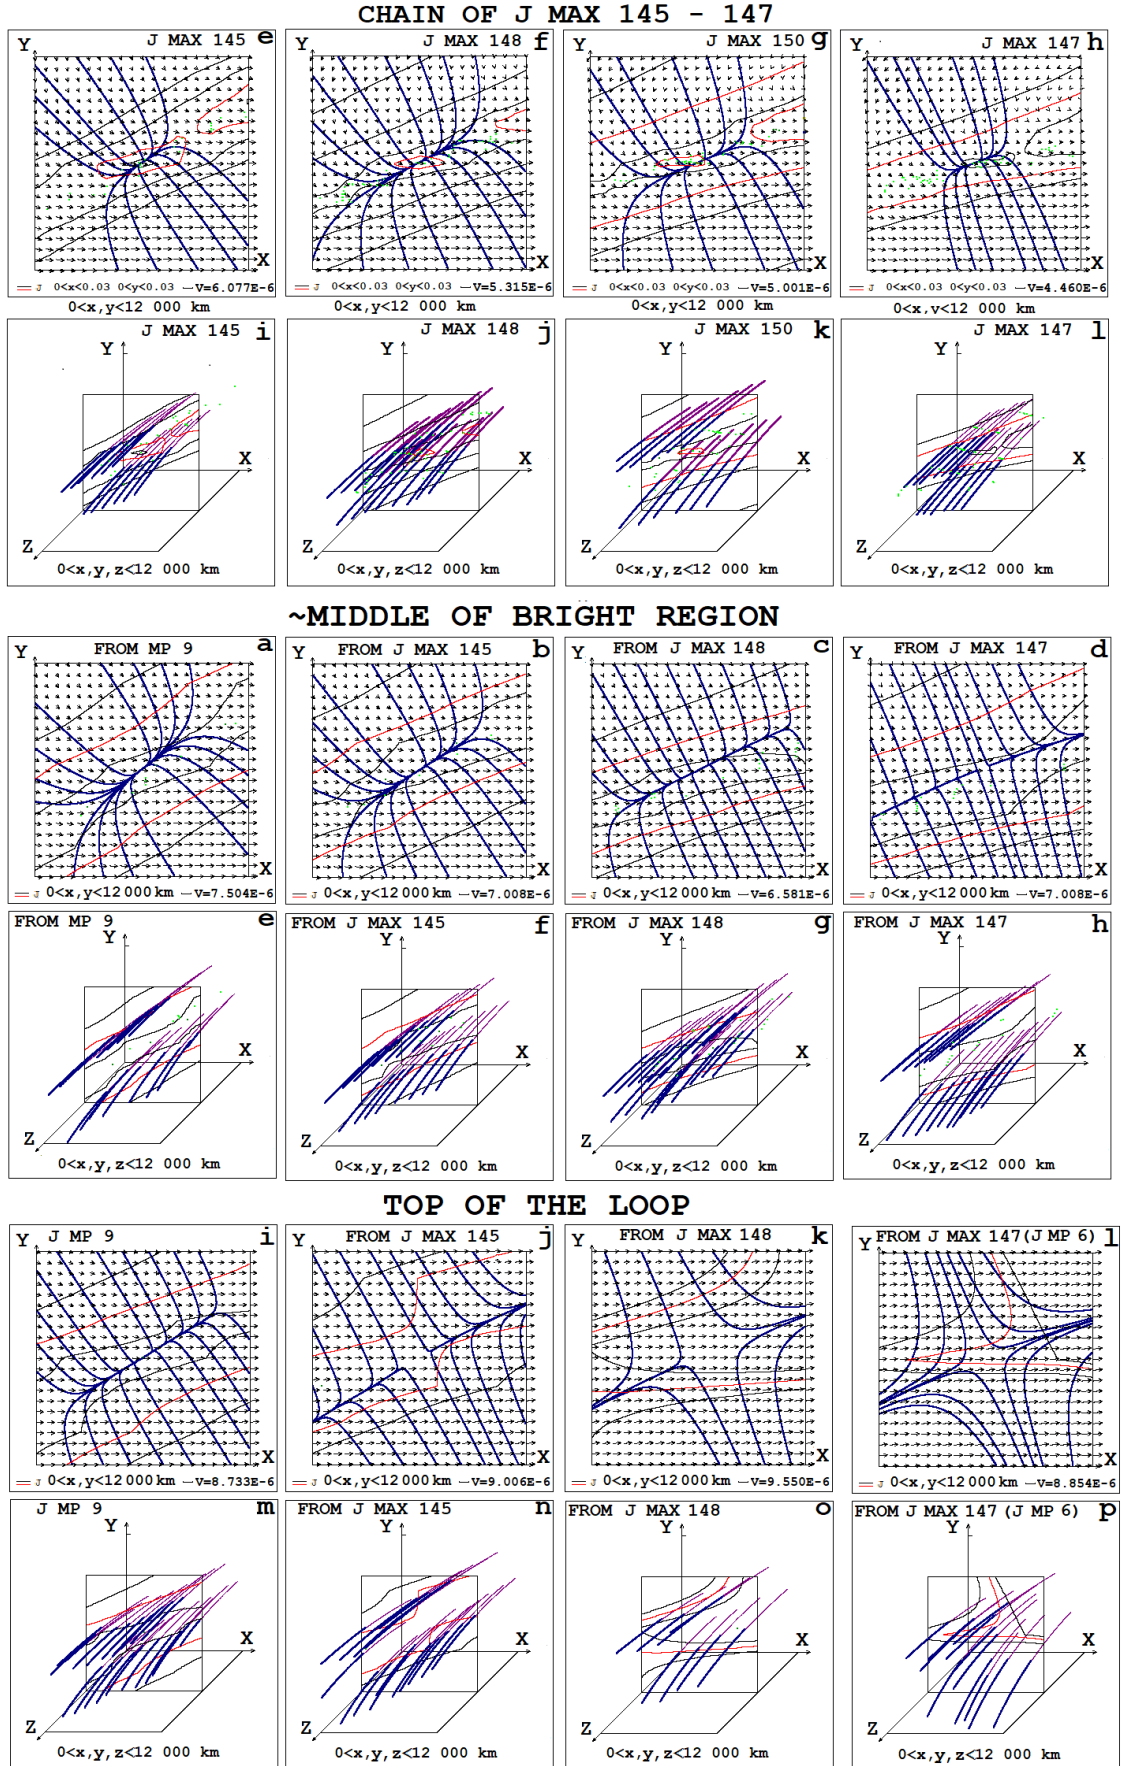 CHAIN OF J MAX 145 - 147
Y J MAX 145 e
X
J 0<x<0.03 0<y<0.03 V=6.077E-6
0<x,y<12 000 km
Y J MAX 148 f
X
0<x<0.03 0<y<0.03 V=5.315E-6
0<x,y<12 000 km
Y J MAX 150 g
X
J 0<x<0.03 0<y<0.03 V=5.001E-6
0<x,y<12 000 km
Y J MAX 147 h
X
J 0<x<0.03 0<y<0.03 V=4.460E-6
0<x,v<12 000 km
J MAX 145 i
Y
X
Z
0<x,y,z<12 000 km
J MAX 148 j
Y
X
Z
0<x,y,z<12 000 km
J MAX 150 k
Y
X
Z
0<x,y,z<12 000 km
J MAX 147 l
Y
X
Z
0<x,y,z<12 000 km
~MIDDLE OF BRIGHT REGION
Y FROM MP 9 a
X
J 0<x,y<12 000 km V=7.504E-6
Y FROM J MAX 145 b
X
J 0<x,y<12 000 km V=7.008E-6
Y FROM J MAX 148 c
X
J 0<x,y<12 000 km V=6.581E-6
Y FROM J MAX 147 d
X
J 0<x,y<12 000 km V=7.008E-6
FROM MP 9 e
Y
X
Z
0<x,y,z<12 000 km
FROM J MAX 145 f
Y
X
Z
0<x,y,z<12 000 km
FROM J MAX 148 g
Y
X
Z
0<x,y,z<12 000 km
FROM J MAX 147 h
Y
X
Z
0<x,y,z<12 000 km
TOP OF THE LOOP
Y J MP 9 i
X
J 0<x,y<12 000 km V=8.733E-6
Y FROM J MAX 145 j
X
J 0<x,y<12 000 km V=9.006E-6
Y FROM J MAX 148 k
X
J 0<x,y<12 000 km V=9.550E-6
Y FROM J MAX 147(J MP 6) l
X
J 0<x,y<12 000 km V=8.854E-6
J MP 9 m
Y
X
Z
0<x,y,z<12 000 km
FROM J MAX 145 n
Y
X
Z
0<x,y,z<12 000 km
FROM J MAX 148 o
Y
X
Z
0<x,y,z<12 000 km
FROM J MAX 147 (J MP 6) p
Y
X
Z
0<x,y,z<12 000 km